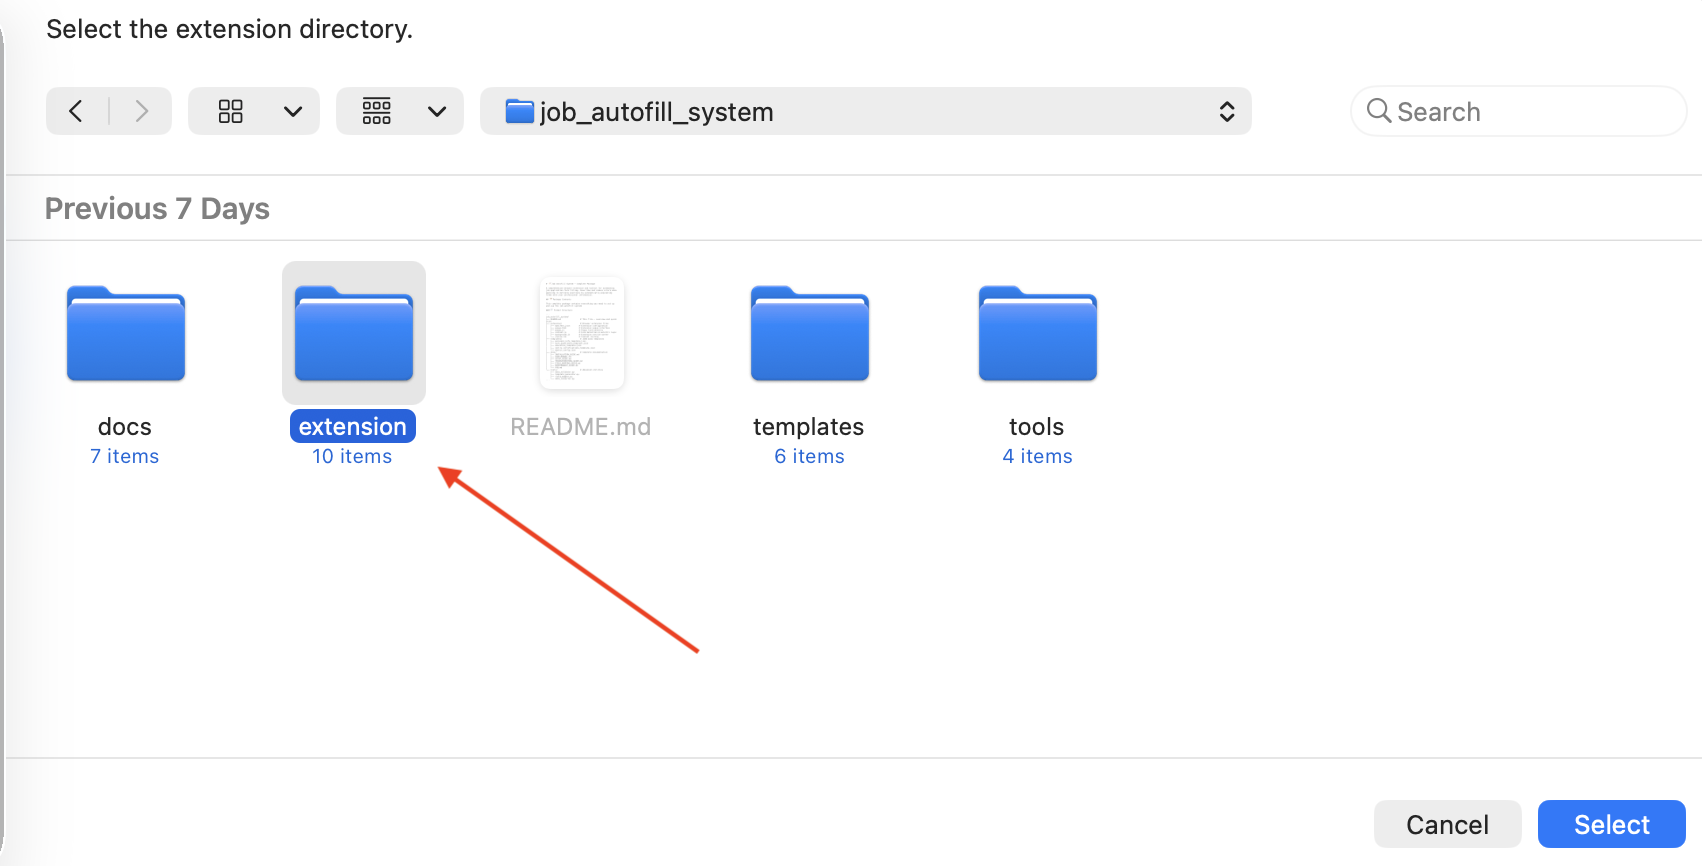 Select the extension directory.
job_autofill_system
Search
Previous 7 Days
docs
7 items
extension
10 items
README.md
templates
6 items
tools
4 items
Cancel
Select